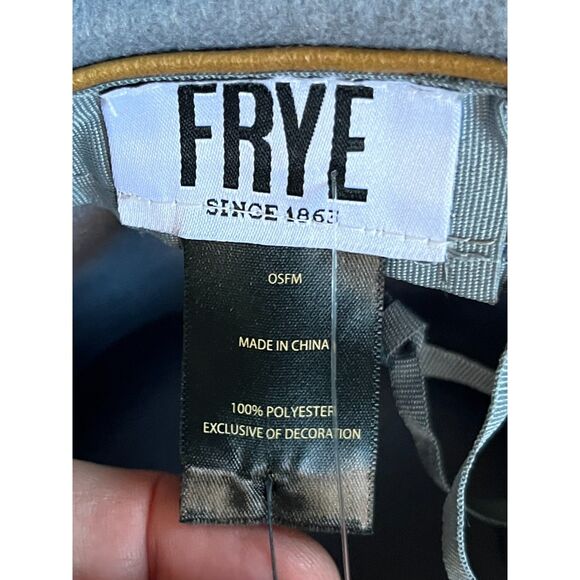 FRYE
SINCE 1863
OSFM
MADE IN CHINA
100% POLYESTER
EXCLUSIVE OF DECORATION